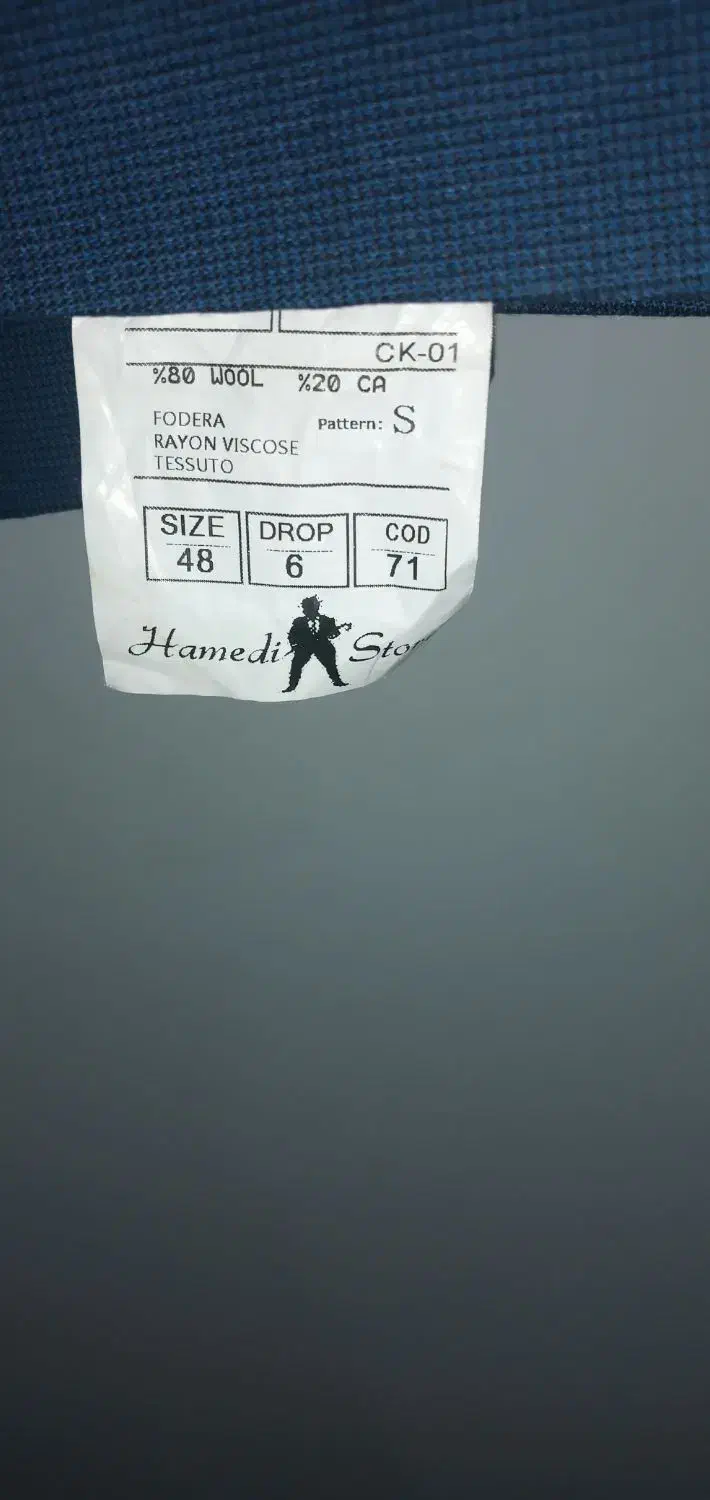 CK-01
%80 WOOL %20 CA
FODERA
Pattern: S
RAYON VISCOSE
TESSUTO
SIZE DROP COD
48 6 71
Hamedi